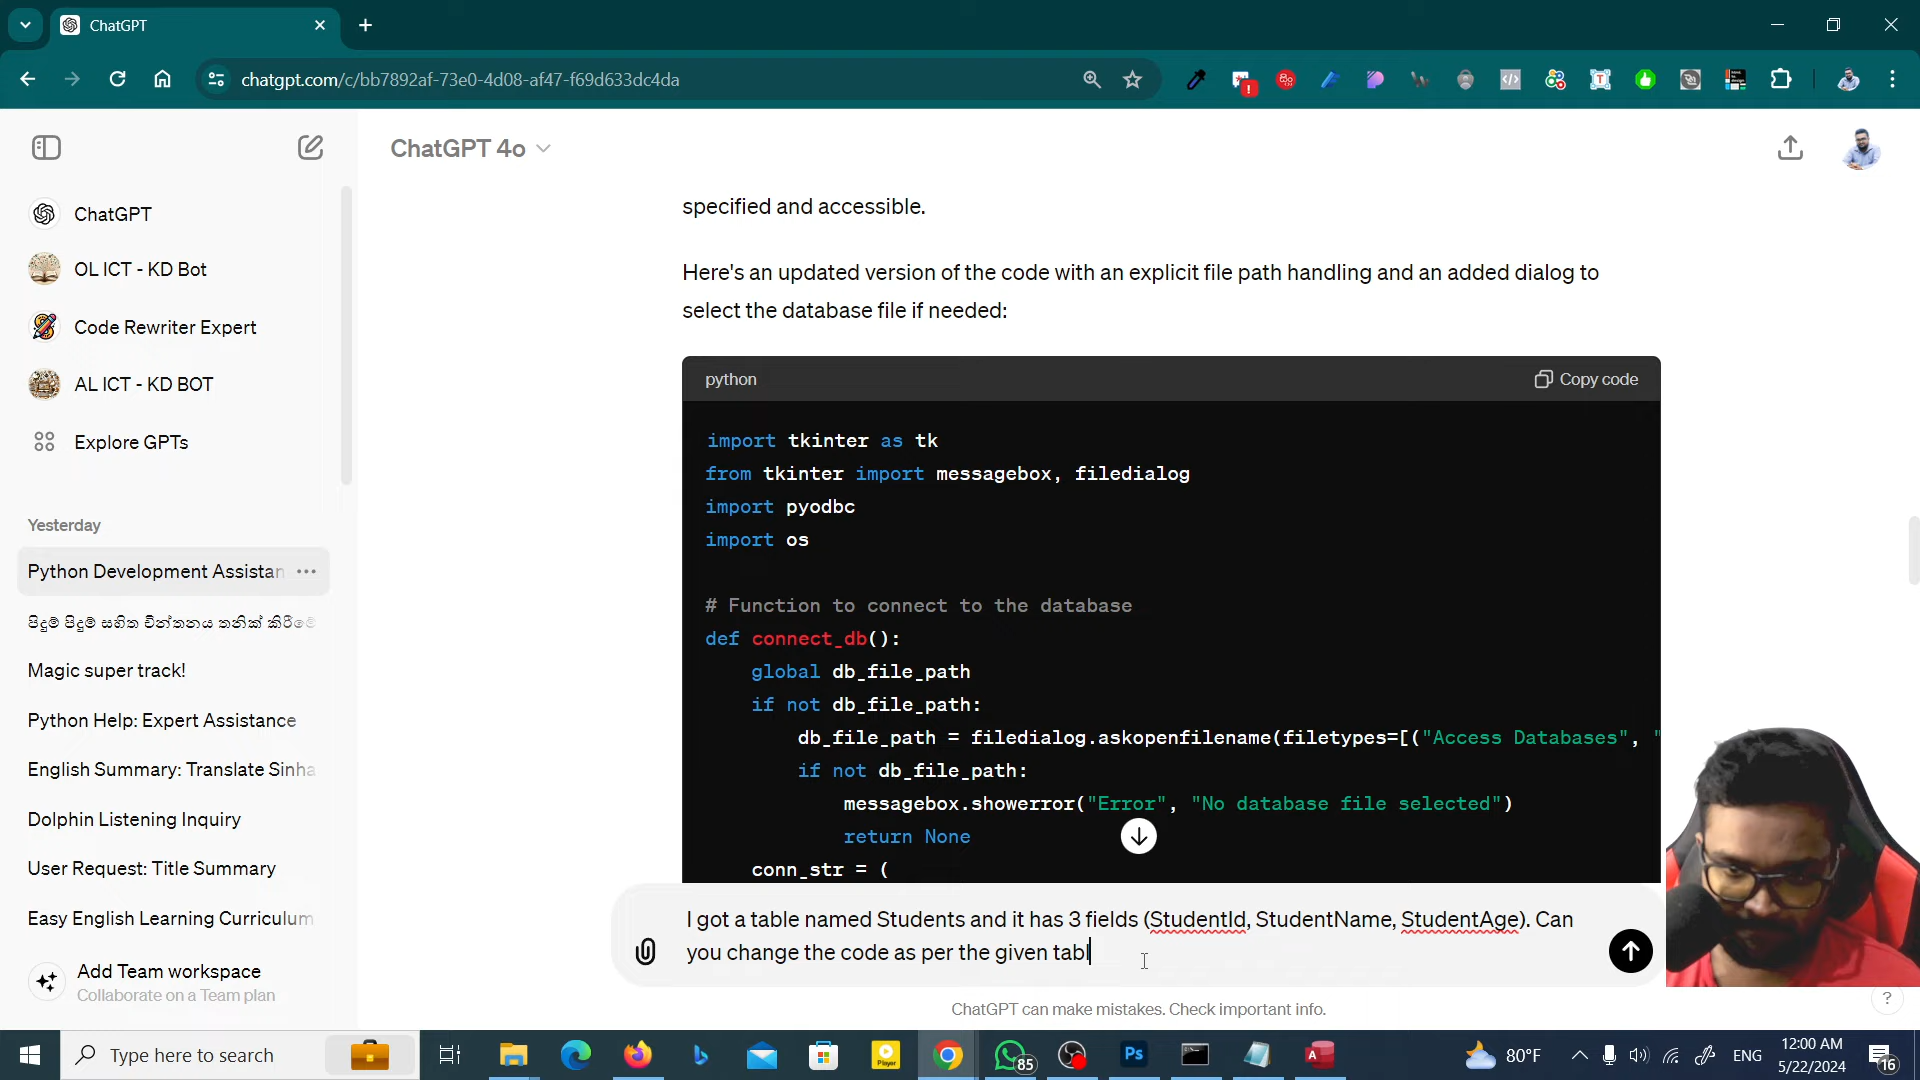 ChatGPT
chatgpt.com/c/bb7892af-73e0-4d08-af47-f69d633dc4da
ChatGPT 4o
ChatGPT
OL ICT - KD Bot
Code Rewriter Expert
AL ICT - KD BOT
Explore GPTs
Yesterday
Python Development Assistan
පිදුම් පිදුම් සහිත චින්තනය තනික් කිරීමේ
Magic super track!
Python Help: Expert Assistance
English Summary: Translate Sinha
Dolphin Listening Inquiry
User Request: Title Summary
Easy English Learning Curriculum
Add Team workspace
Collaborate on a Team plan
specified and accessible.
Here's an updated version of the code with an explicit file path handling and an added dialog to
select the database file if needed:
python
Copy code
import tkinter as tk
from tkinter import messagebox, filedialog
import pyodbc
import os
# Function to connect to the database
def connect_db():
global db_file_path
if not db_file_path:
db_file_path = filedialog.askopenfilename(filetypes=[("Access Databases", "
if not db_file_path:
messagebox.showerror("Error", "No database file selected")
return None
conn_str = (
I got a table named Students and it has 3 fields (StudentId, StudentName, StudentAge). Can
you change the code as per the given tabl
ChatGPT can make mistakes. Check important info.
?
Type here to search
85
Ps
80°F
ENG
12:00 AM
5/22/2024
16